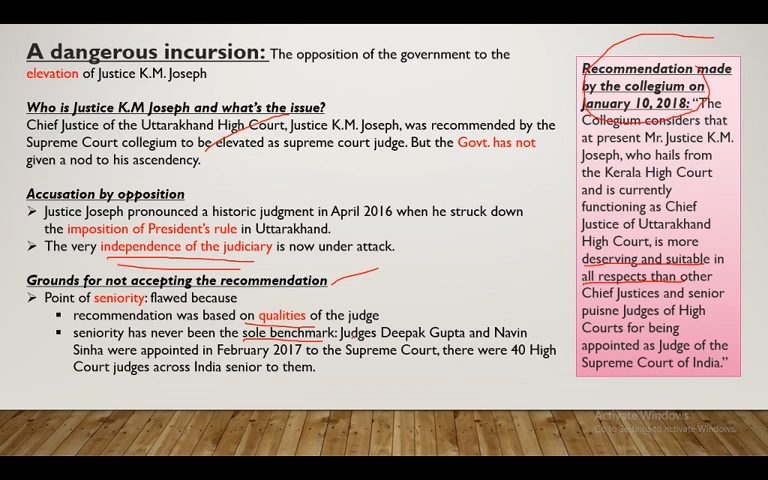 A dangerous incursion: The opposition of the government to the
elevation of Justice K.M. Joseph
Who is Justice K.M Joseph and what's the issue?
Chief Justice of the Uttarakhand High Court, Justice K.M. Joseph, was recommended by the
Supreme Court collegium to be elevated as supreme court judge. But the Govt. has not
given a nod to his ascendency.
Accusation by opposition
➢ Justice Joseph pronounced a historic judgment in April 2016 when he struck down
the imposition of President's rule in Uttarakhand.
➢ The very independence of the judiciary is now under attack.
Grounds for not accepting the recommendation
➢ Point of seniority: flawed because
▪ recommendation was based on qualities of the judge
▪ seniority has never been the sole benchmark: Judges Deepak Gupta and Navin
Sinha were appointed in February 2017 to the Supreme Court, there were 40 High
Court judges across India senior to them.
Recommendation made
by the collegium on
January 10, 2018: "The
Collegium considers that
at present Mr. Justice K.M.
Joseph, who hails from
the Kerala High Court
and is currently
functioning as Chief
Justice of Uttarakhand
High Court, is more
deserving and suitable in
all respects than other
Chief Justices and senior
puisne Judges of High
Courts for being
appointed as Judge of the
Supreme Court of India."
Activate Windows
Go to Settings to activate Windows.